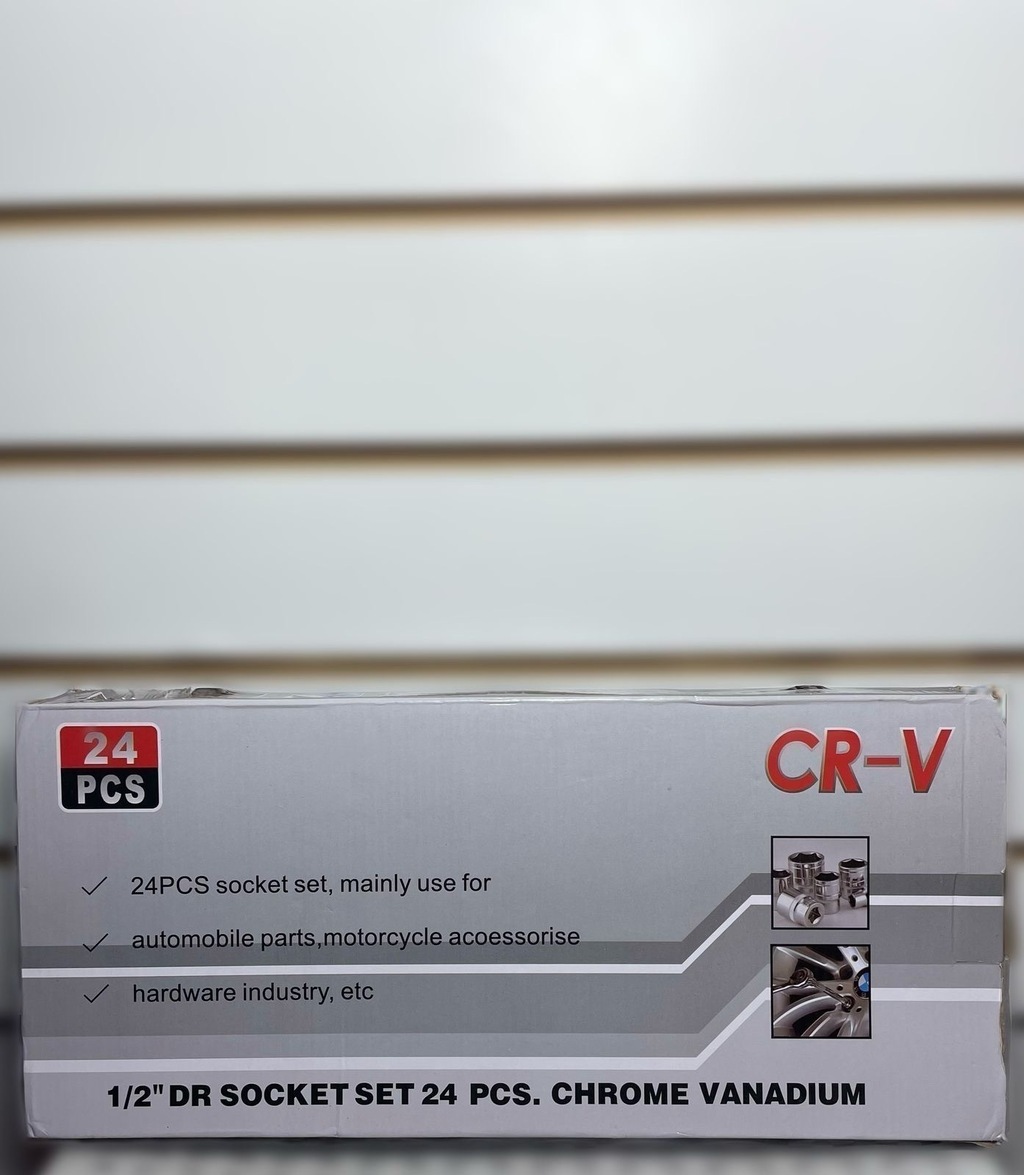 24
PCS
CR-V
24PCS socket set, mainly use for
automobile parts,motorcycle acoessorise
hardware industry, etc
1/2" DR SOCKET SET 24 PCS. CHROME VANADIUM